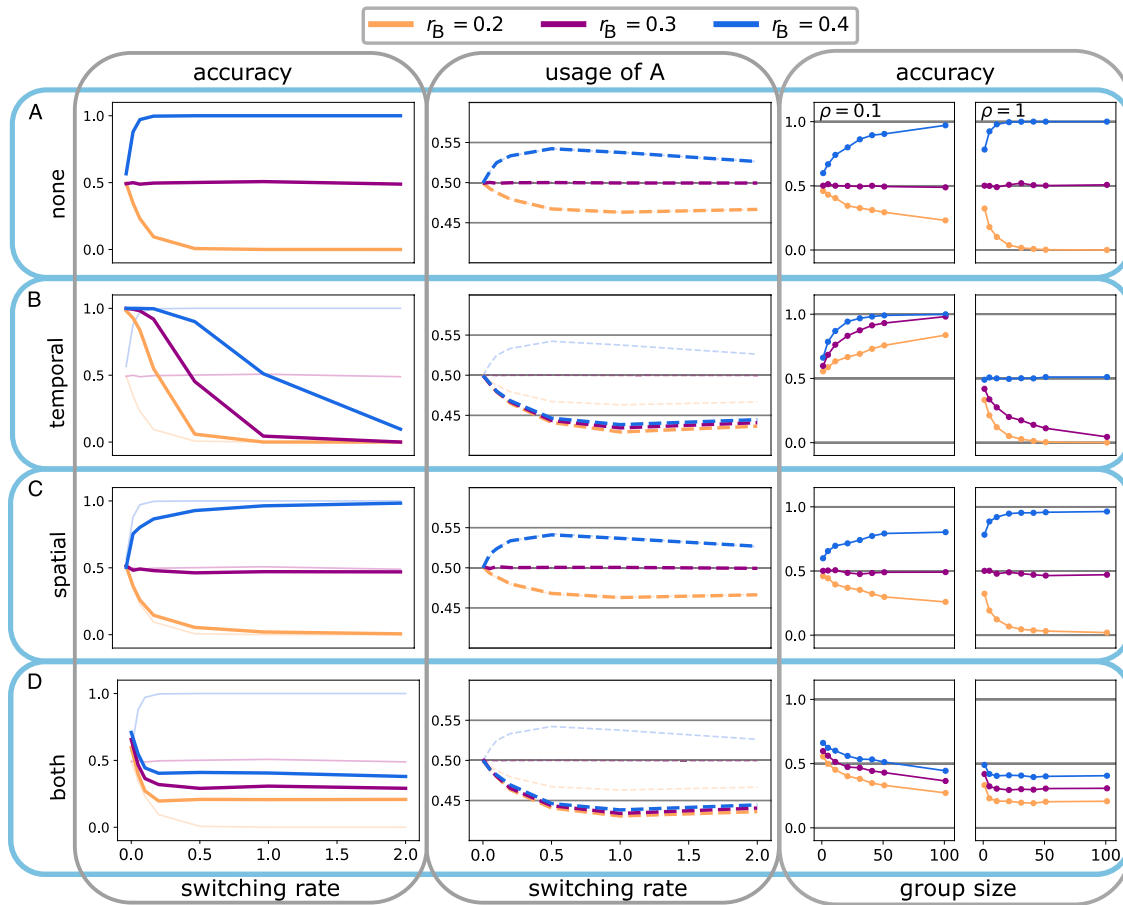 r_B = 0.2 r_B = 0.3 r_B = 0.4
accuracy usage of A accuracy
A
none
1.0
0.5
0.0
0.55
0.50
0.45
ρ = 0.1 ρ = 1
1.0
0.5
0.0
B
temporal
1.0
0.5
0.0
0.55
0.50
0.45
1.0
0.5
0.0
C
spatial
1.0
0.5
0.0
0.55
0.50
0.45
1.0
0.5
0.0
D
both
1.0
0.5
0.0
0.55
0.50
0.45
1.0
0.5
0.0
0.0 0.5 1.0 1.5 2.0 0.0 0.5 1.0 1.5 2.0 0 50 100 0 50 100
switching rate switching rate group size